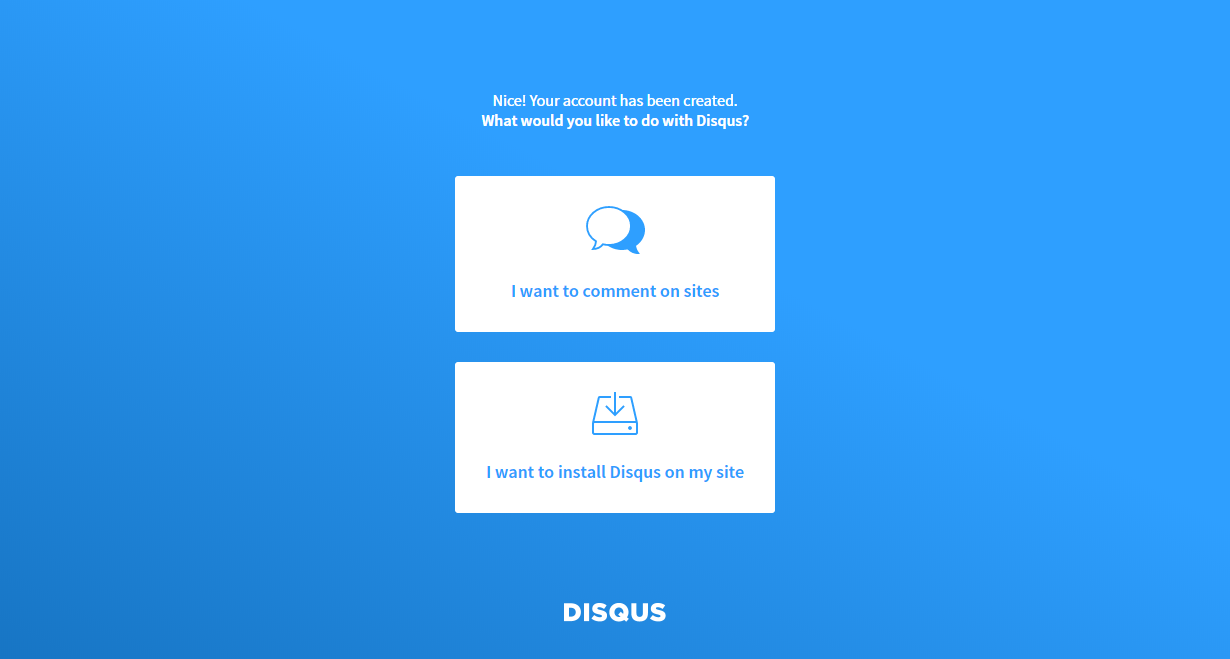 Nice! Your account has been created.
What would you like to do with Disqus?
I want to comment on sites
I want to install Disqus on my site
DISQUS